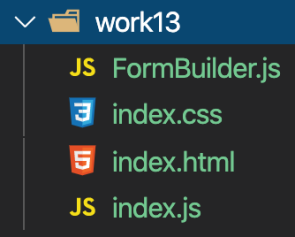 work13
JS FormBuilder.js
3 index.css
5 index.html
JS index.js